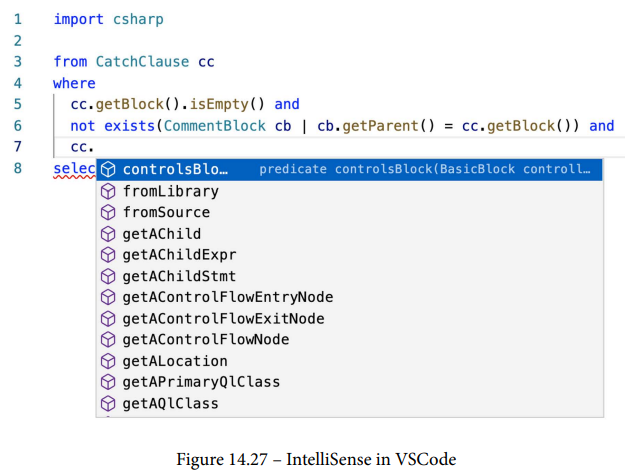 1 import csharp
2
3 from CatchClause cc
4 where
5 cc.getBlock().isEmpty() and
6 not exists(CommentBlock cb | cb.getParent() = cc.getBlock()) and
7 cc.
8 selec
controlsBlo… predicate controlsBlock(BasicBlock controll…
fromLibrary
fromSource
getAChild
getAChildExpr
getAChildStmt
getAControlFlowEntryNode
getAControlFlowExitNode
getAControlFlowNode
getALocation
getAPrimaryQlClass
getAQlClass
Figure 14.27 – IntelliSense in VSCode